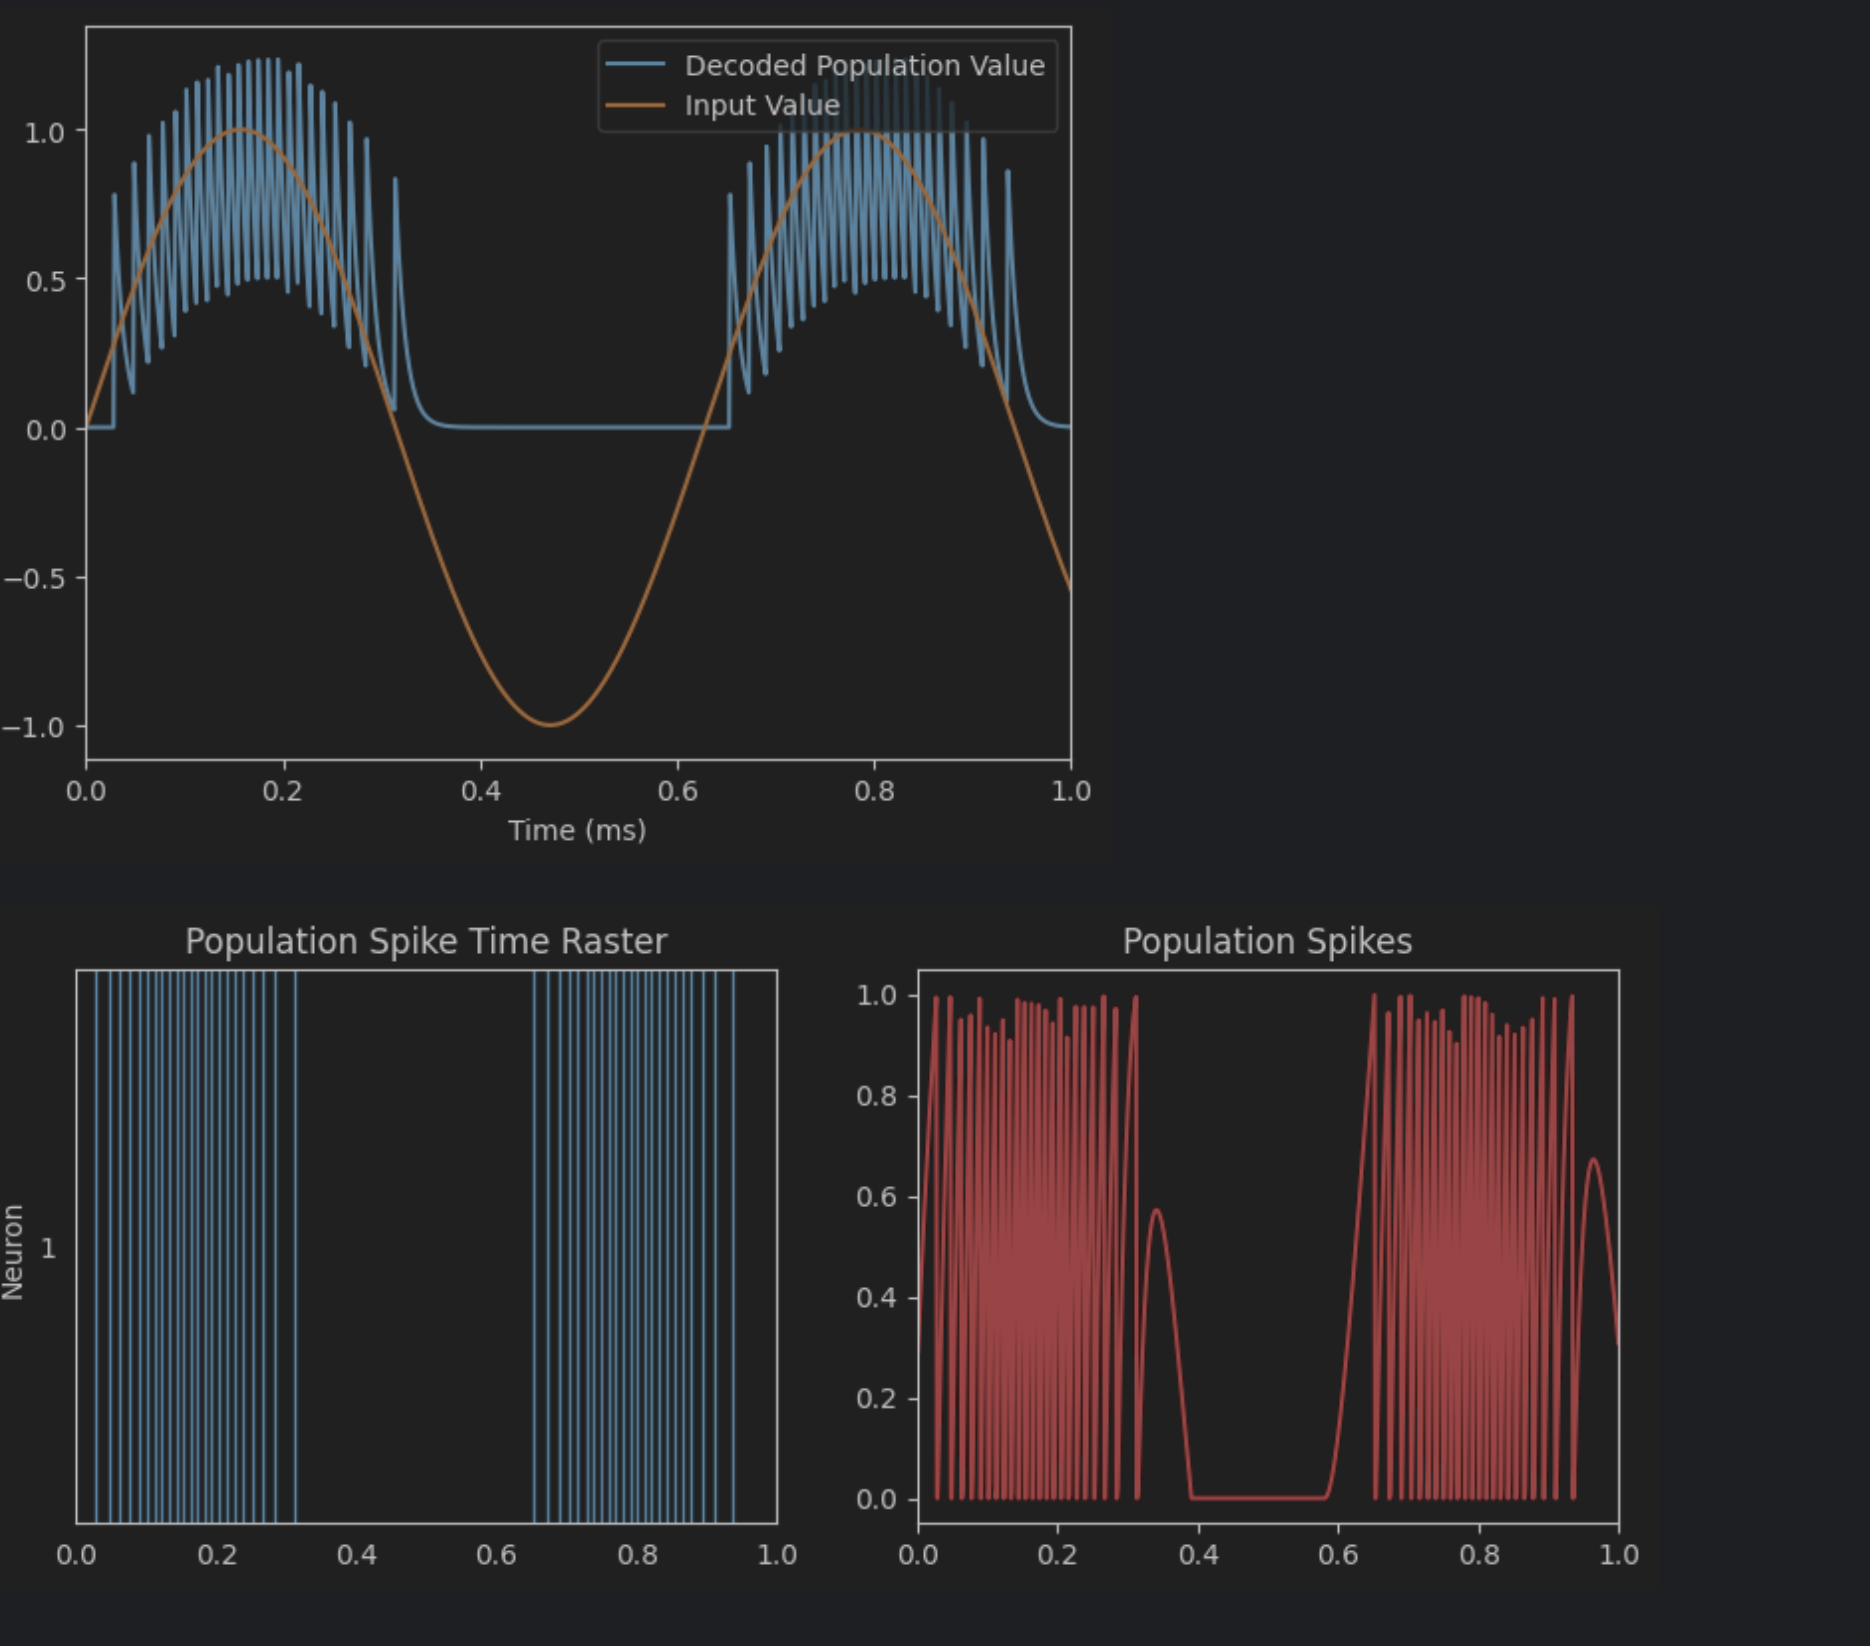 Decoded Population Value
Input Value
1.0
0.5
0.0
−0.5
−1.0
0.0 0.2 0.4 0.6 0.8 1.0
Time (ms)
Population Spike Time Raster
Neuron
1
0.0 0.2 0.4 0.6 0.8 1.0
Population Spikes
1.0
0.8
0.6
0.4
0.2
0.0
0.0 0.2 0.4 0.6 0.8 1.0